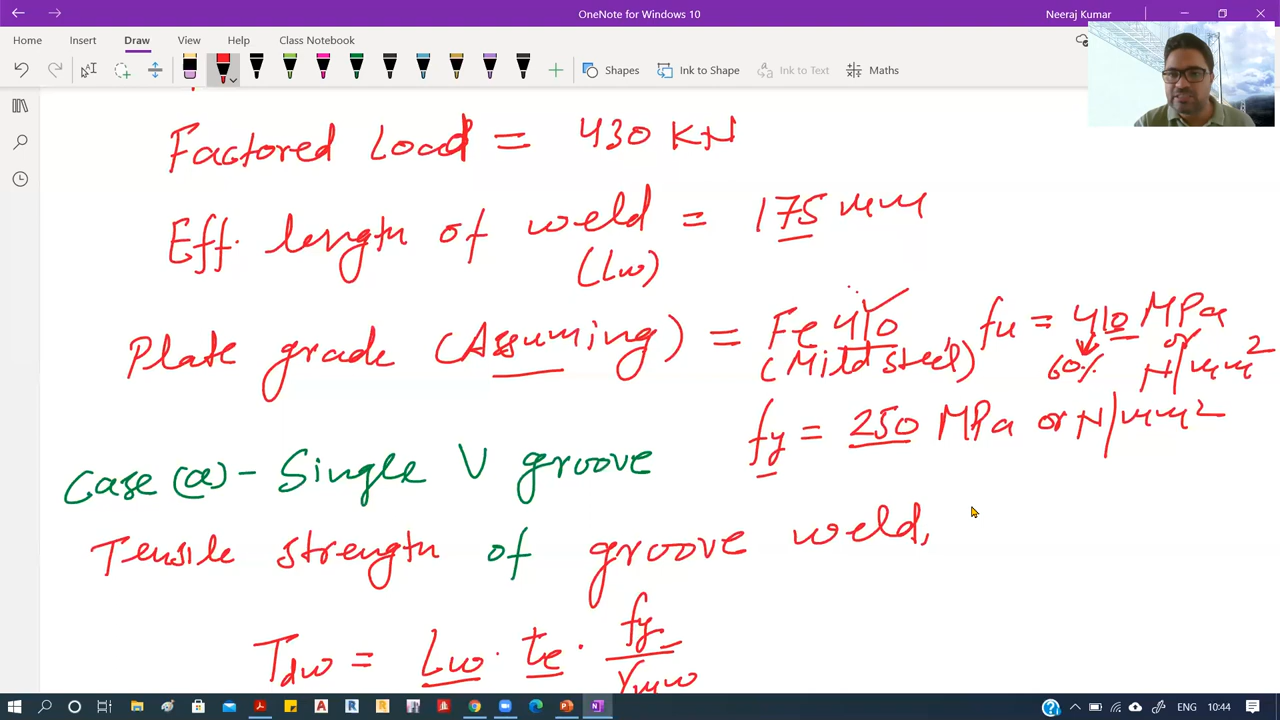 OneNote for Windows 10
Neeraj Kumar
Home Insert Draw View Help Class Notebook
Shapes Ink to Shape Ink to Text Maths
Factored Load = 430 KN
Eff. length of weld = 175 mm
(Lw)
Plate grade (Assuming) = Fe 410, fu = 410 MPa
or
(Mild steel) 60% N/mm2
fy = 250 MPa or N/mm2
Case (a) - Single V groove
Tensile strength of groove weld,
Tdw = Lw . te . fy
γmw
ENG 10:44